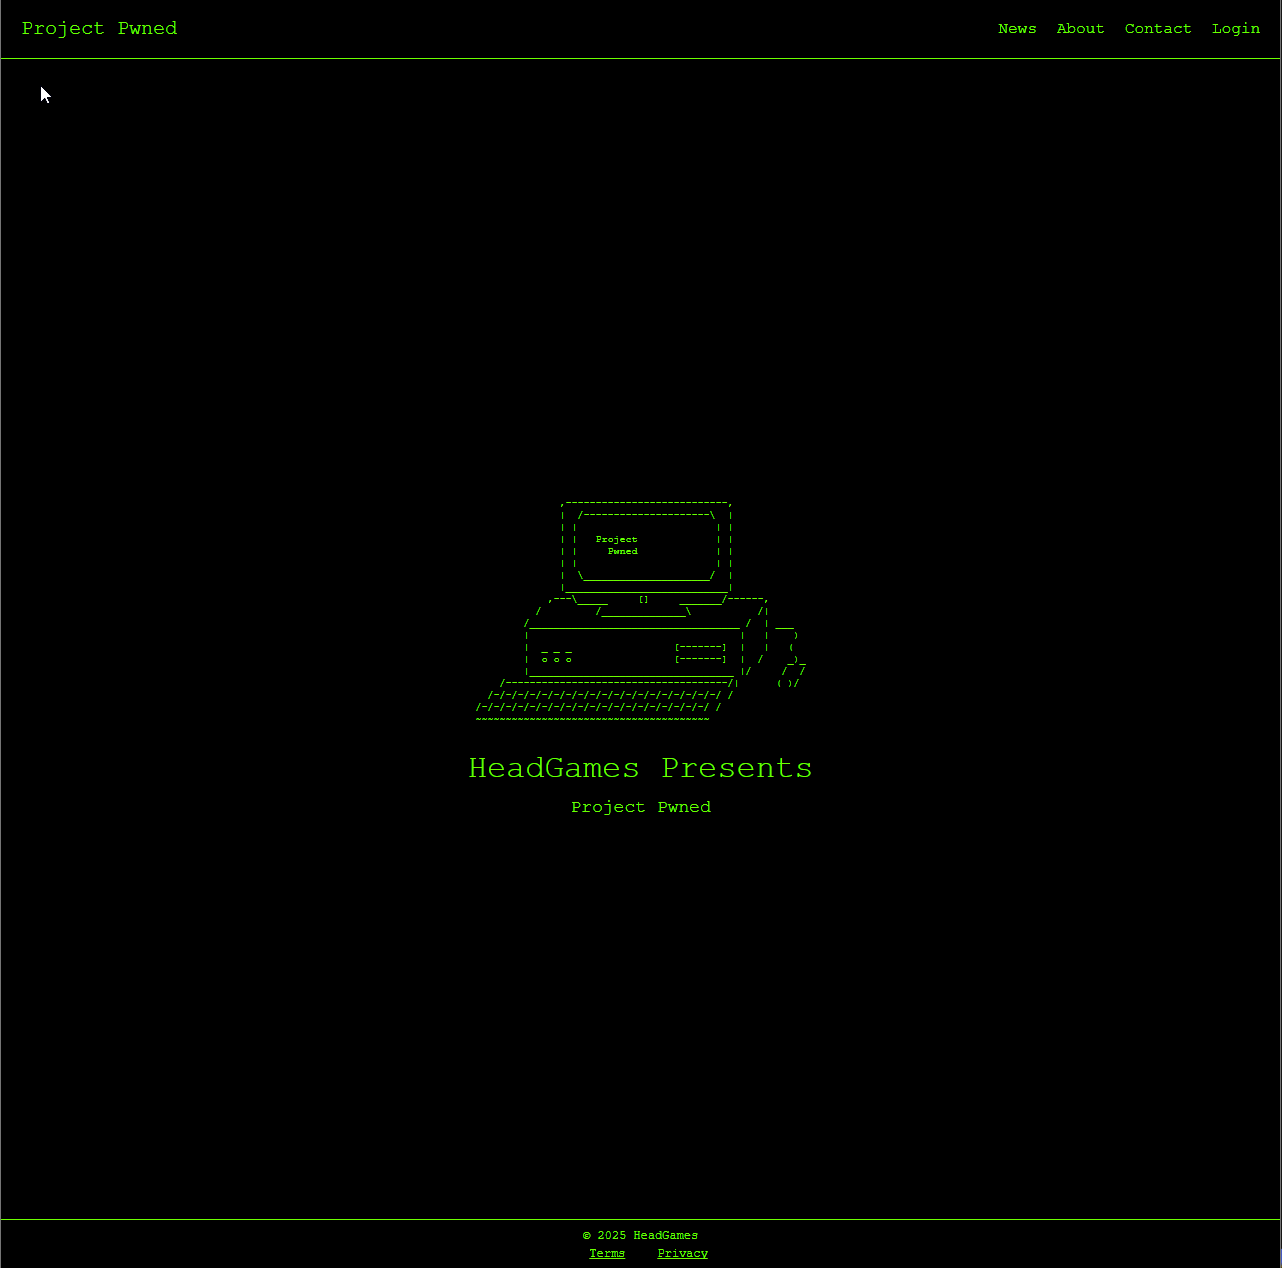 Project Pwned
News About Contact Login
Project
Pwned
HeadGames Presents
Project Pwned
© 2025 HeadGames
Terms Privacy